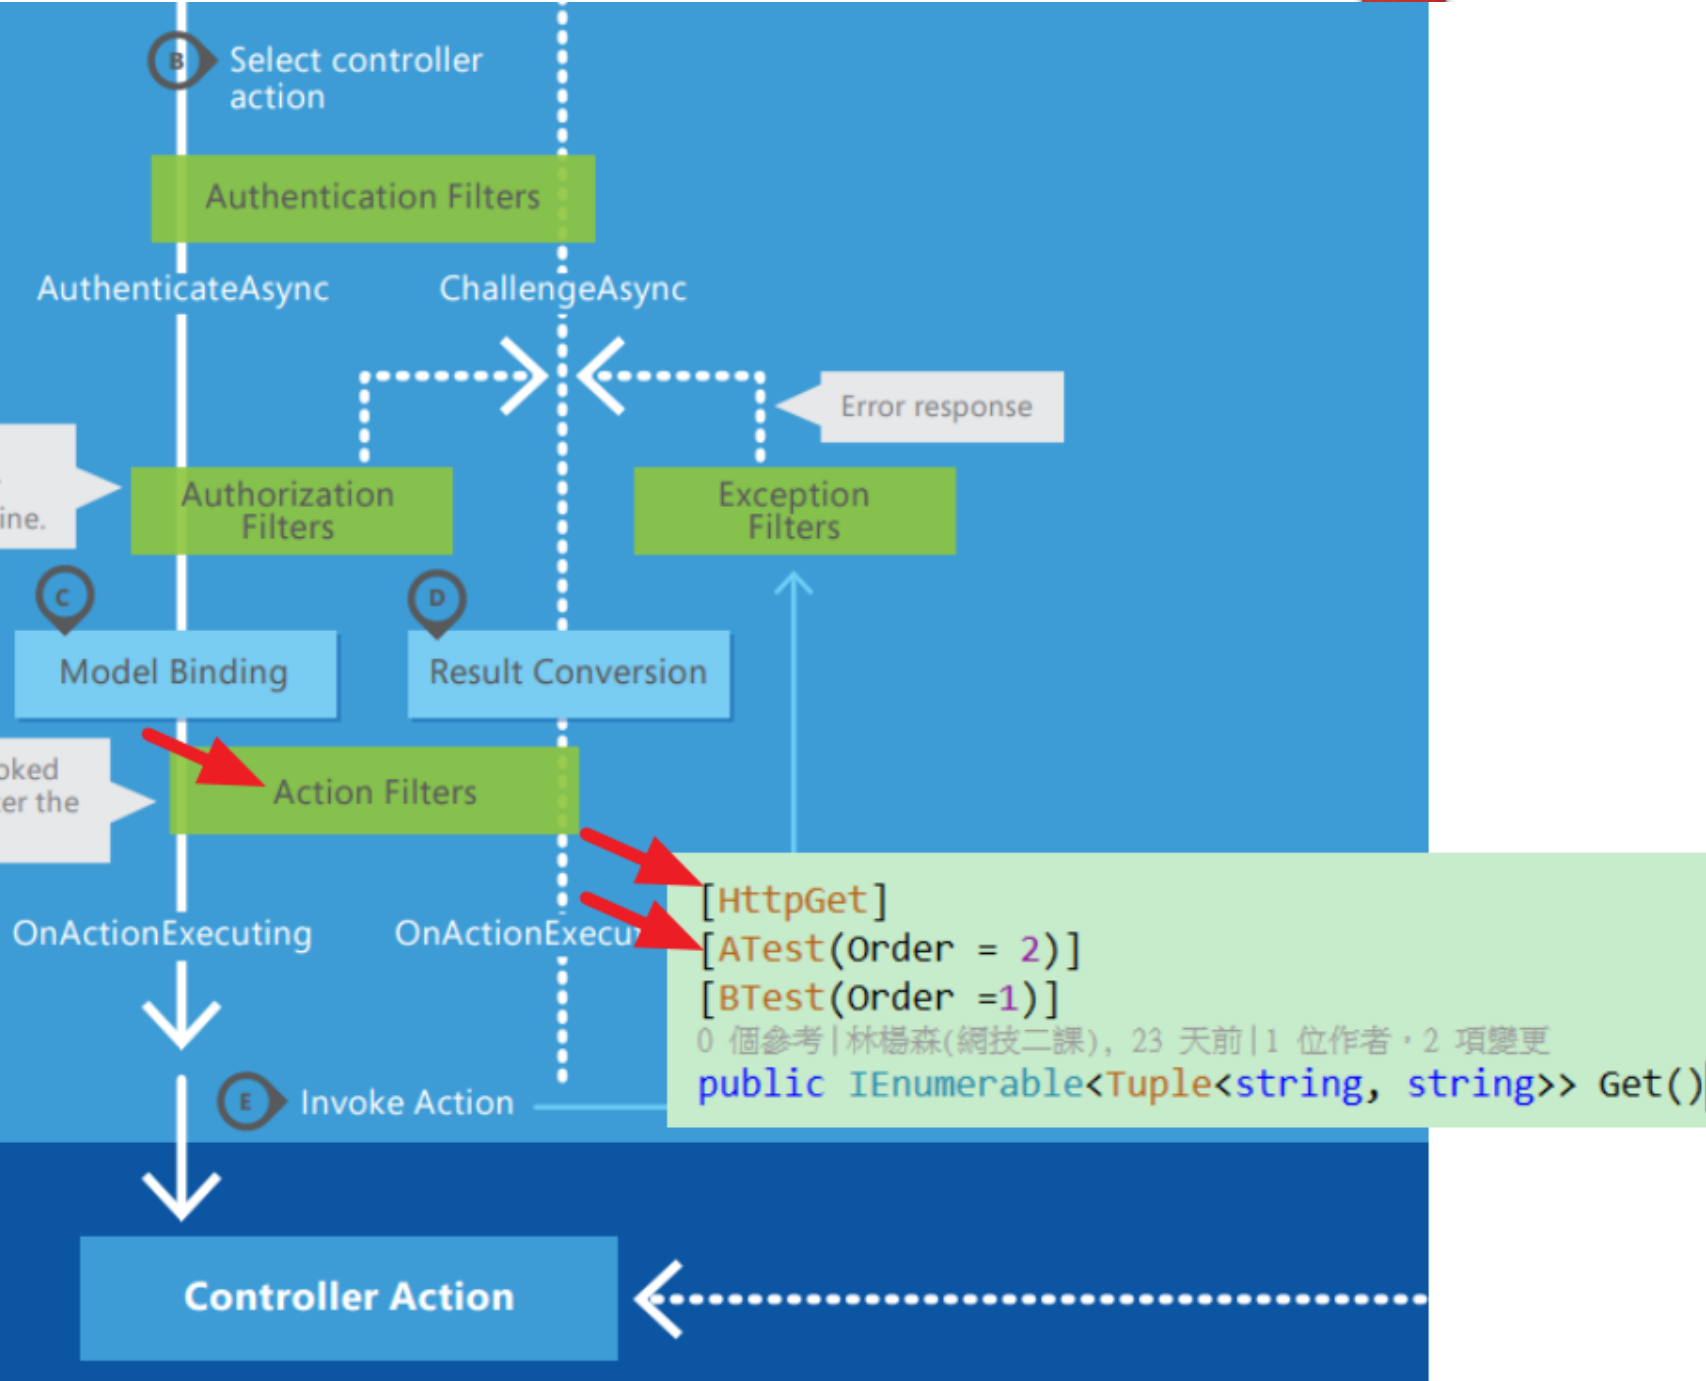 B
Select controller
action
Authentication Filters
AuthenticateAsync
ChallengeAsync
Error response
ine.
Authorization
Filters
Exception
Filters
C
D
Model Binding
Result Conversion
oked
er the
Action Filters
OnActionExecuting
OnActionExecu
[HttpGet]
[ATest(Order = 2)]
[BTest(Order =1)]
0 個參考|林楊森(網技二課), 23 天前|1 位作者，2 項變更
public IEnumerable<Tuple<string, string>> Get()
E
Invoke Action
Controller Action